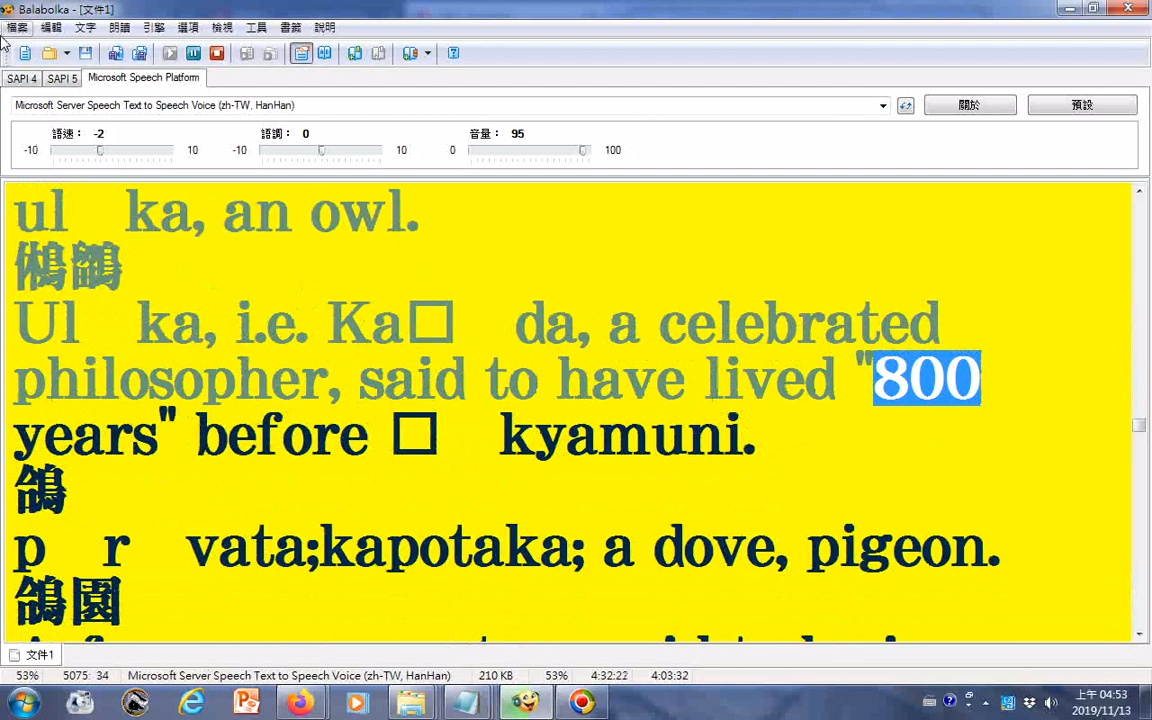 Balabolka - [文件1]
檔案 編輯 文字 朗讀 引擎 選項 檢視 工具 書籤 說明
SAPI 4 SAPI 5 Microsoft Speech Platform
Microsoft Server Speech Text to Speech Voice (zh-TW, HanHan) 關於 預設
語速： -2 語調： 0 音量： 95
-10 10 -10 10 0 100
ul ka, an owl.
鵂鶹
Ul ka, i.e. Ka□ da, a celebrated
philosopher, said to have lived "800
years" before □ kyamuni.
鴿
p r vata;kapotaka; a dove, pigeon.
鴿園
文件1
53% 5075: 34 Microsoft Server Speech Text to Speech Voice (zh-TW, HanHan) 210 KB 53% 4:32:22 4:03:32
上午 04:53
2019/11/13